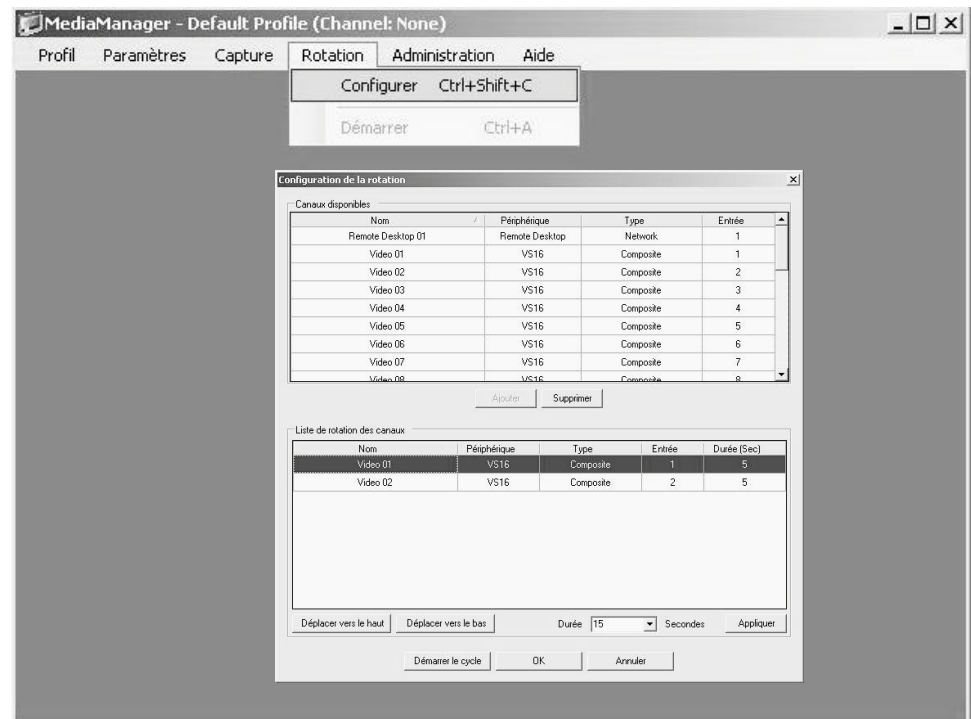 MediaManager - Default Profile (Channel: None)
Profil Paramètres Capture Rotation Administration Aide
Configurer Ctrl+Shift+C
Démarrer Ctrl+A
Configuration de la rotation
Canaux disponibles
Nom Périphérique Type Entrée
Remote Desktop 01 Remote Desktop Network 1
Video 01 VS16 Composite 1
Video 02 VS16 Composite 2
Video 03 VS16 Composite 3
Video 04 VS16 Composite 4
Video 05 VS16 Composite 5
Video 06 VS16 Composite 6
Video 07 VS16 Composite 7
Video 08 VS16 Composite 8
Ajouter Supprimer
Liste de rotation des canaux
Nom Périphérique Type Entrée Durée (Sec)
Video 01 VS16 Composite 1 5
Video 02 VS16 Composite 2 5
Déplacer vers le haut Déplacer vers le bas Durée 15 Secondes Appliquer
Démarrer le cycle OK Annuler